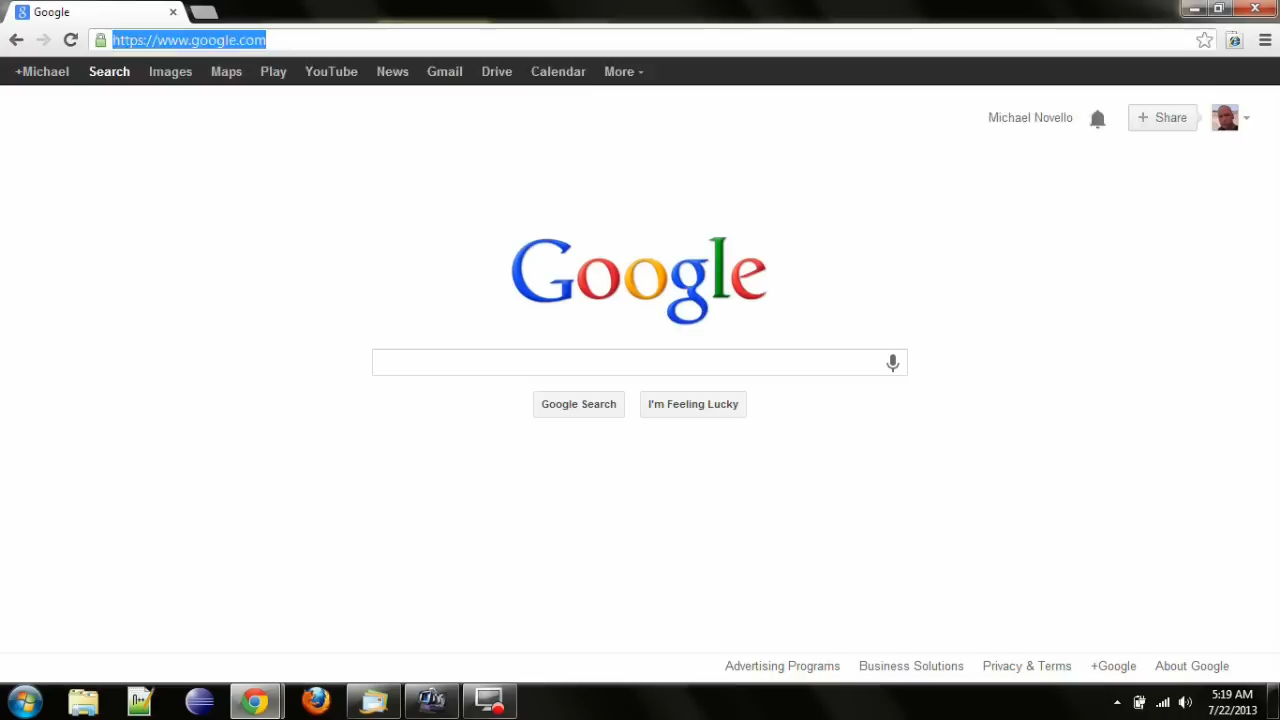 Google
https://www.google.com
+Michael Search Images Maps Play YouTube News Gmail Drive Calendar More
Michael Novello + Share
Google
Google Search I'm Feeling Lucky
Advertising Programs Business Solutions Privacy & Terms +Google About Google
5:19 AM
7/22/2013